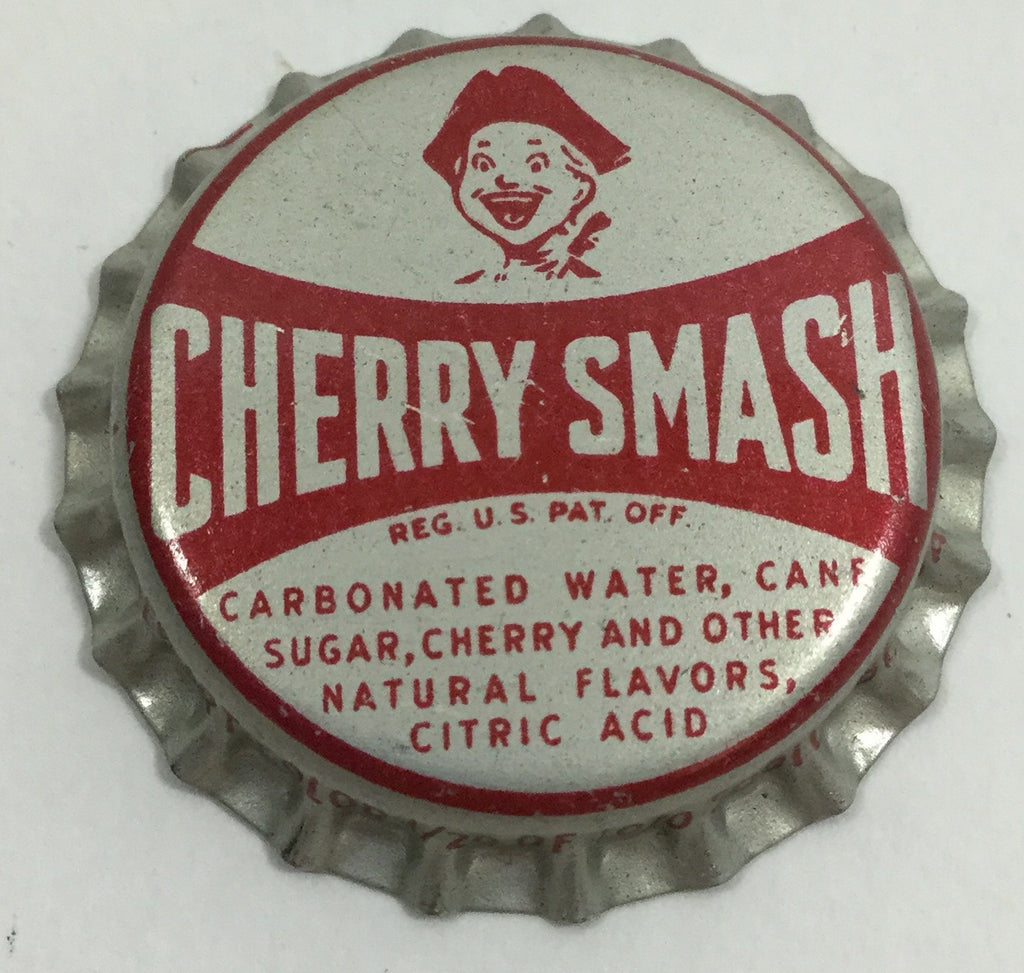 CHERRY SMASH
REG. U.S. PAT. OFF.
CARBONATED WATER, CANE
SUGAR, CHERRY AND OTHER
NATURAL FLAVORS,
CITRIC ACID